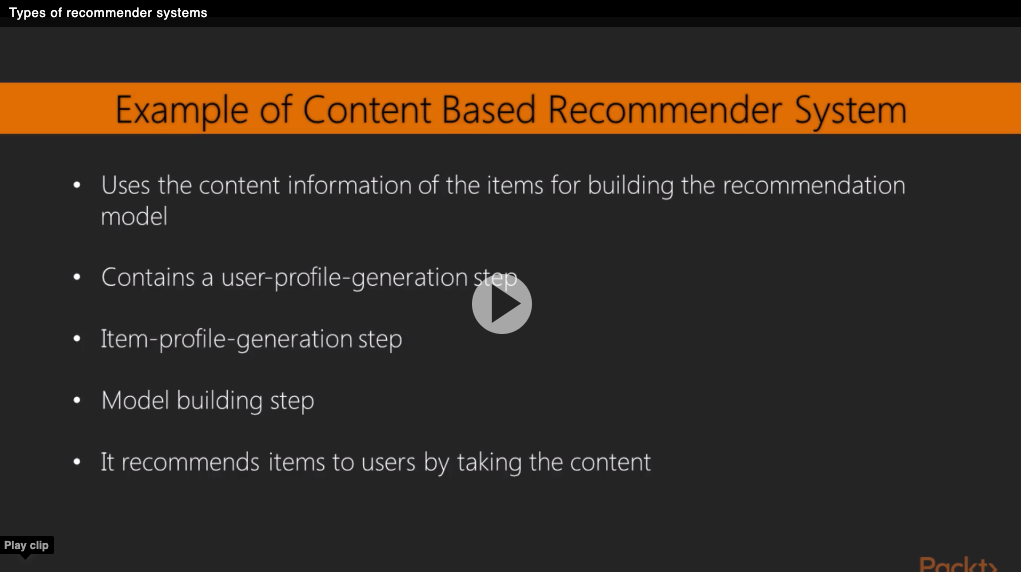 Types of recommender systems
Example of Content Based Recommender System
• Uses the content information of the items for building the recommendation
model
• Contains a user-profile-generation step
• Item-profile-generation step
• Model building step
• It recommends items to users by taking the content
Play clip
Packt>